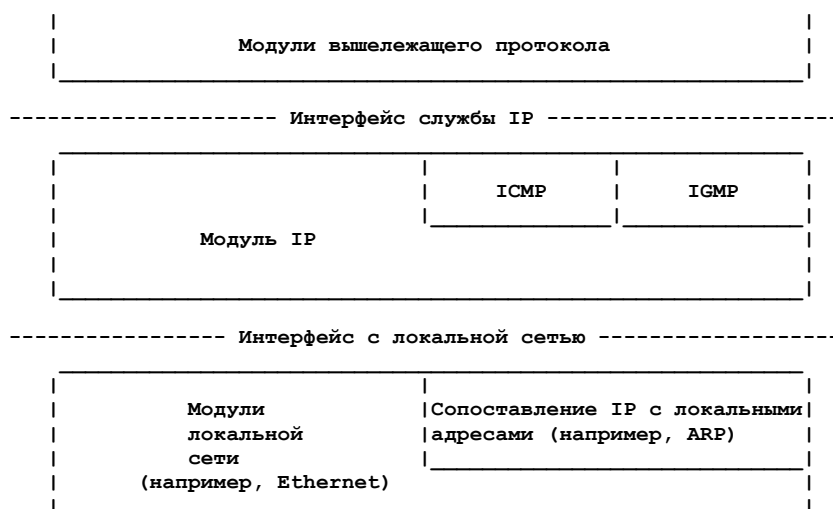 Модули вышележащего протокола
Интерфейс службы IP
ICMP IGMP
Модуль IP
Интерфейс с локальной сетью
Модули Сопоставление IP с локальными
локальной адресами (например, ARP)
сети
(например, Ethernet)